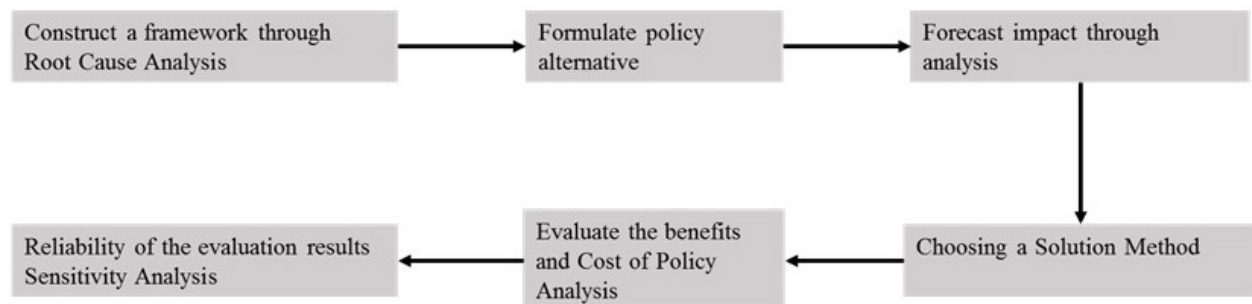 Construct a framework through
Root Cause Analysis
Formulate policy
alternative
Forecast impact through
analysis
Choosing a Solution Method
Evaluate the benefits
and Cost of Policy
Analysis
Reliability of the evaluation results
Sensitivity Analysis